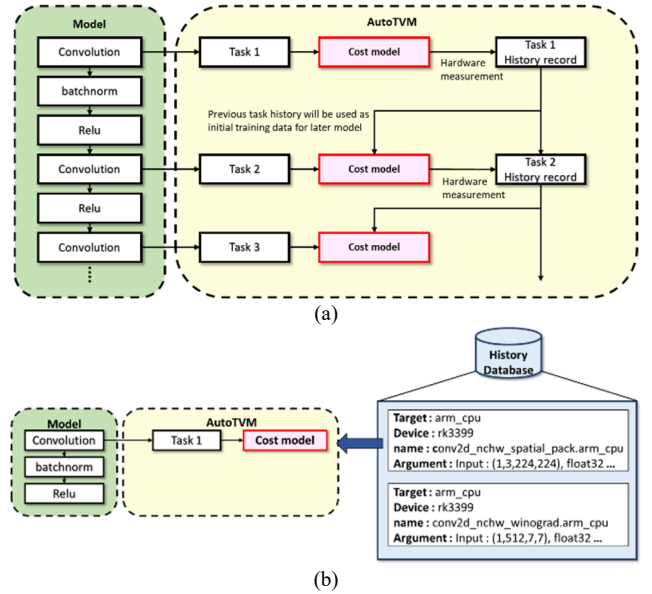 Model
AutoTVM
Convolution
Task 1
Cost model
Hardware
measurement
Task 1
History record
batchnorm
Relu
Previous task history will be used as
initial training data for later model
Convolution
Task 2
Cost model
Hardware
measurement
Task 2
History record
Relu
Convolution
Task 3
Cost model
(a)
History
Database
Model
AutoTVM
Convolution
Task 1
Cost model
batchnorm
Relu
Target : arm_cpu
Device : rk3399
name : conv2d_nchw_spatial_pack.arm_cpu
Argument : Input : (1,3,224,224), float32 ...
Target : arm_cpu
Device : rk3399
name : conv2d_nchw_winograd.arm_cpu
Argument : Input : (1,512,7,7), float32 ...
(b)